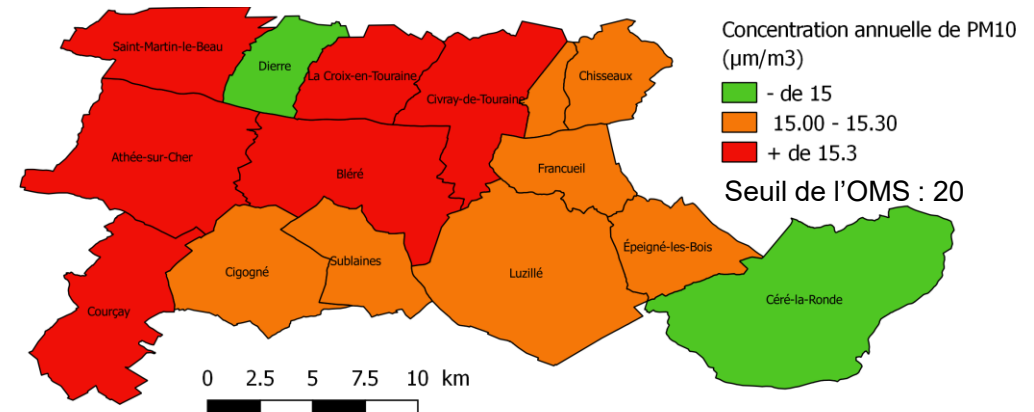 Concentration annuelle de PM10
(µm/m3)
- de 15
15.00 - 15.30
+ de 15.3
Seuil de l'OMS : 20
Saint-Martin-le-Beau
Dierre
La Croix-en-Touraine
Civray-de-Touraine
Chisseaux
Athée-sur-Cher
Bléré
Francueil
Cigogné
Sublaines
Luzillé
Épeigné-les-Bois
Céré-la-Ronde
Courçay
0 2.5 5 7.5 10 km